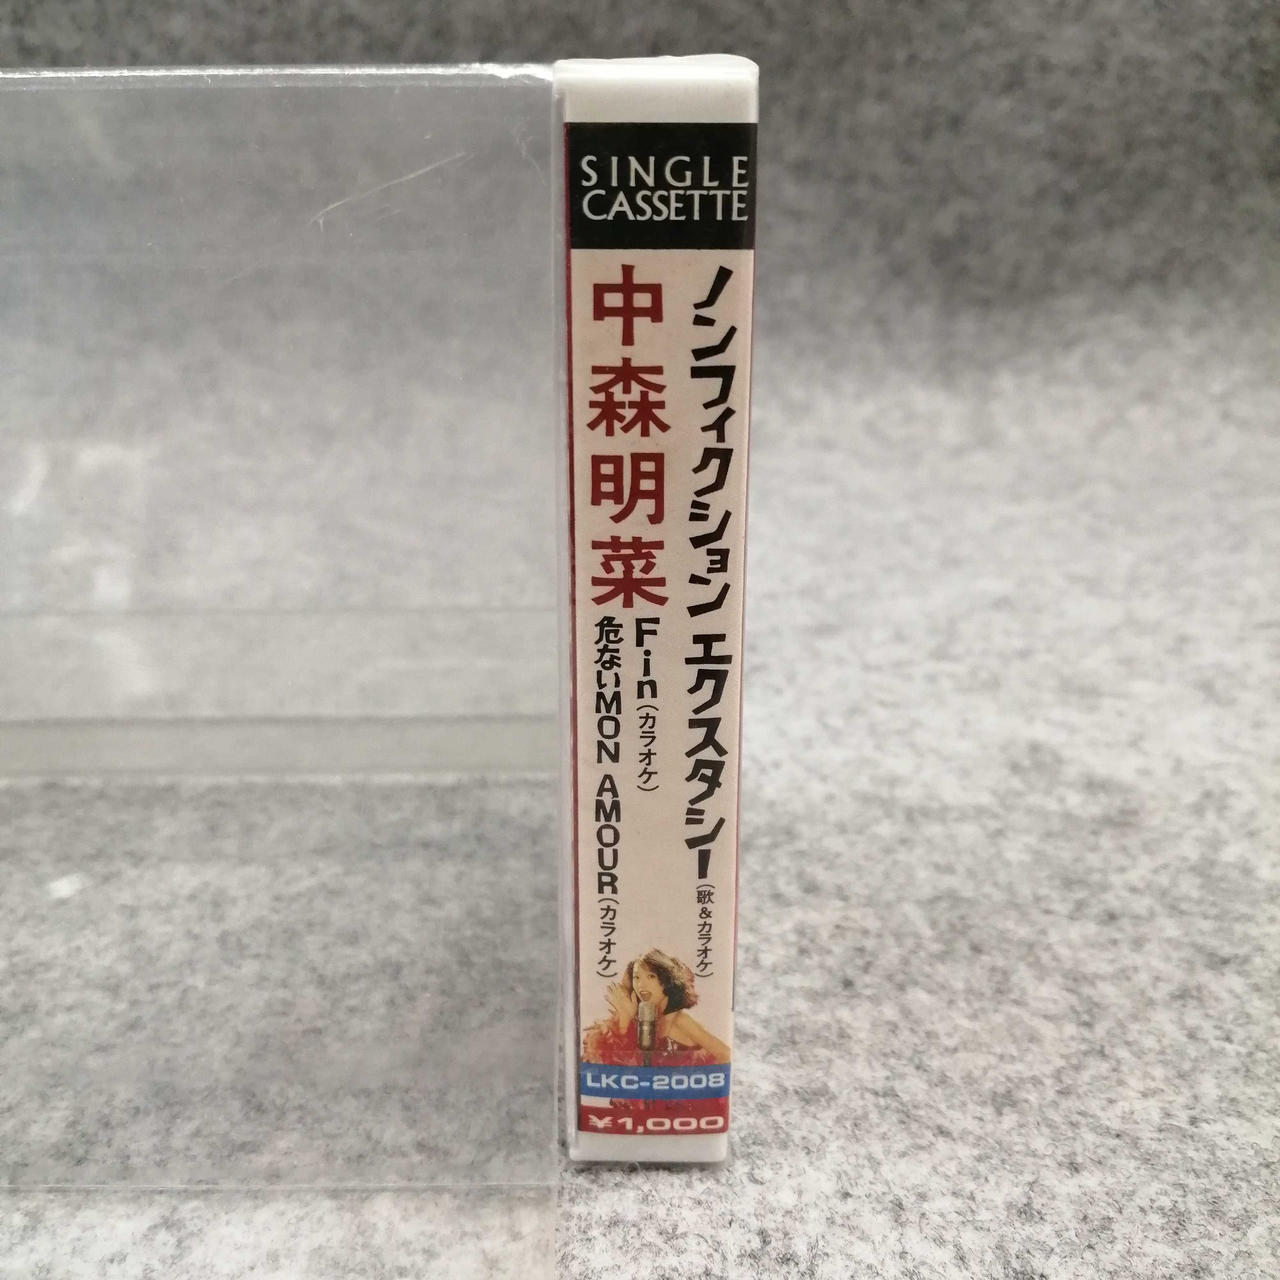 SINGLE
CASSETTE
ノンフィクション エクスタシー(歌&カラオケ)
中森明菜
Fin(カラオケ)
危ないMON AMOUR(カラオケ)
LKC-2008
¥1,000